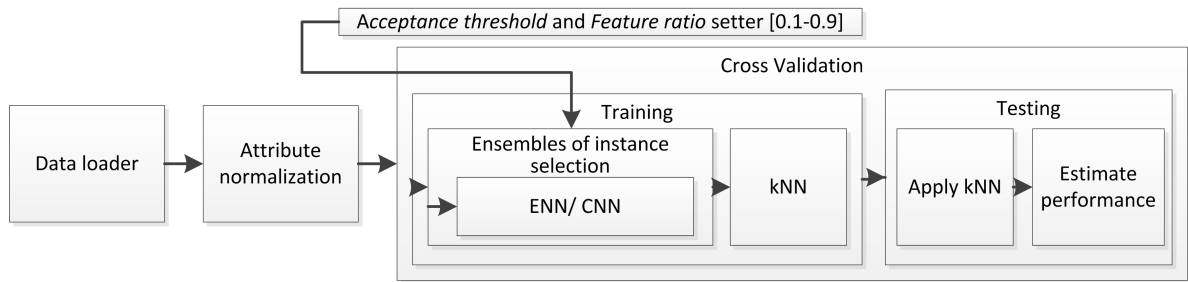 Acceptance threshold and Feature ratio setter [0.1-0.9]
Cross Validation
Training
Testing
Data loader
Attribute
normalization
Ensembles of instance
selection
ENN/ CNN
kNN
Apply kNN
Estimate
performance